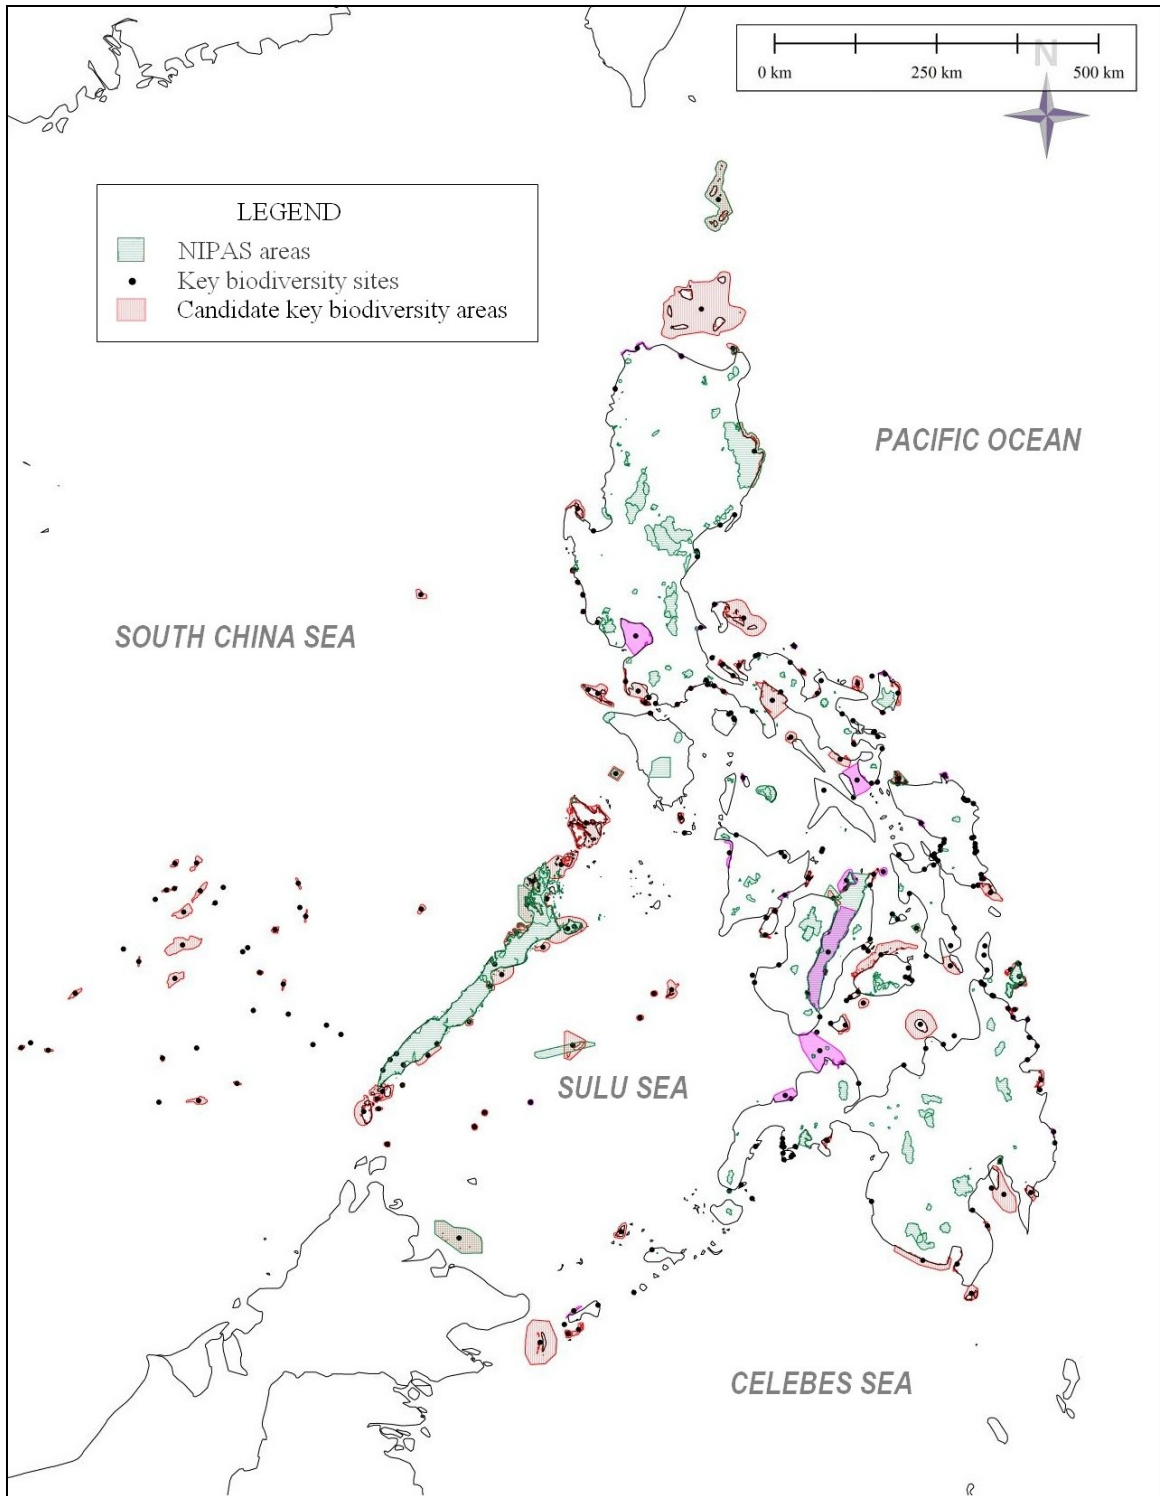 0 km 250 km 500 km
N
LEGEND
NIPAS areas
Key biodiversity sites
Candidate key biodiversity areas
PACIFIC OCEAN
SOUTH CHINA SEA
SULU SEA
CELEBES SEA